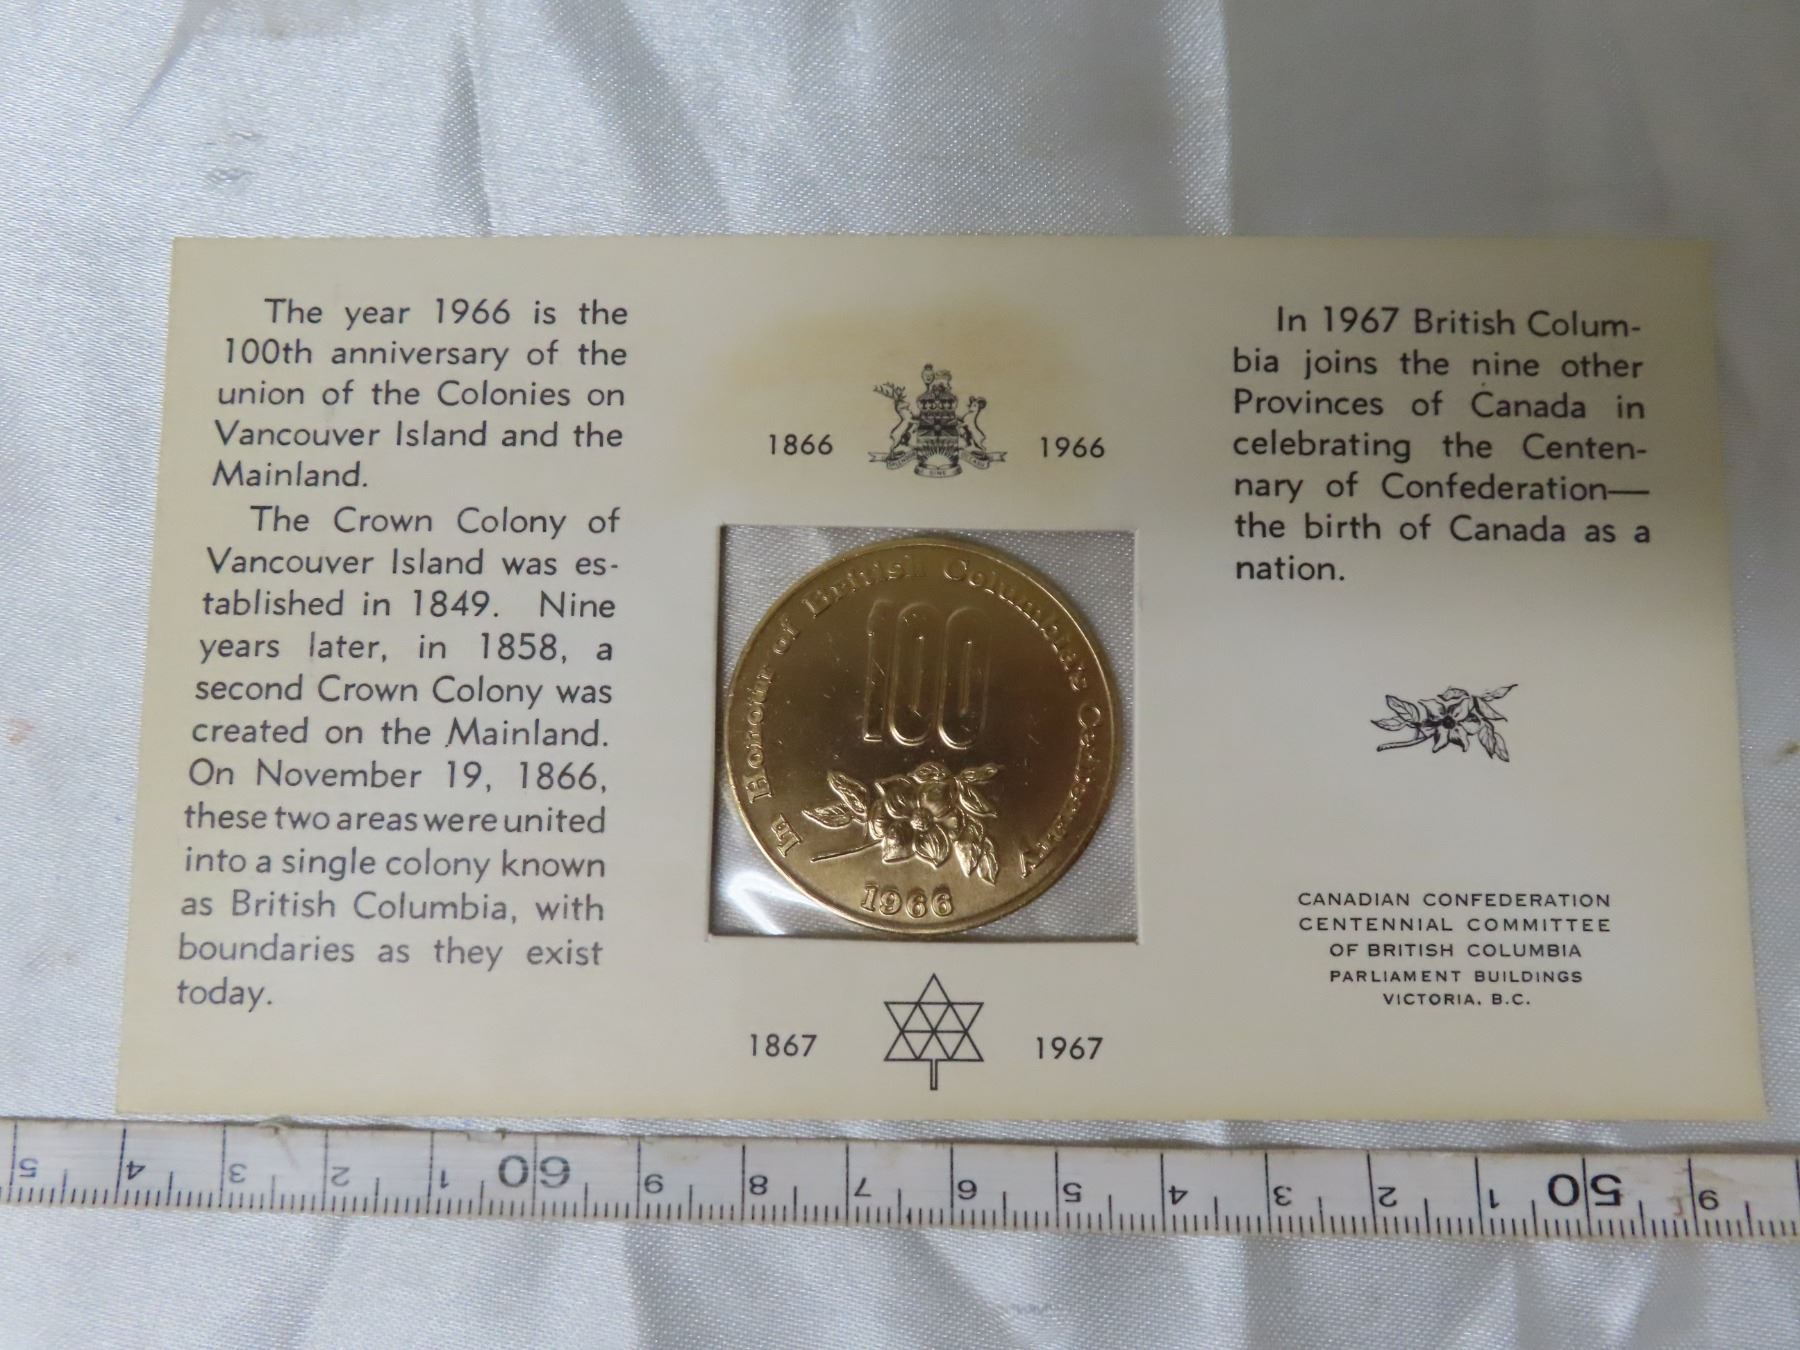 The year 1966 is the
100th anniversary of the
union of the Colonies on
Vancouver Island and the
Mainland.
The Crown Colony of
Vancouver Island was es-
tablished in 1849. Nine
years later, in 1858, a
second Crown Colony was
created on the Mainland.
On November 19, 1866,
these two areas were united
into a single colony known
as British Columbia, with
boundaries as they exist
today.
1866 1966
In Honour of British Columbia's Centenary
100
1966
1867 1967
In 1967 British Colum-
bia joins the nine other
Provinces of Canada in
celebrating the Centen-
nary of Confederation—
the birth of Canada as a
nation.
CANADIAN CONFEDERATION
CENTENNIAL COMMITTEE
OF BRITISH COLUMBIA
PARLIAMENT BUILDINGS
VICTORIA, B.C.
5 4 3 2 1 60 9 8 7 6 5 4 3 2 1 50 9